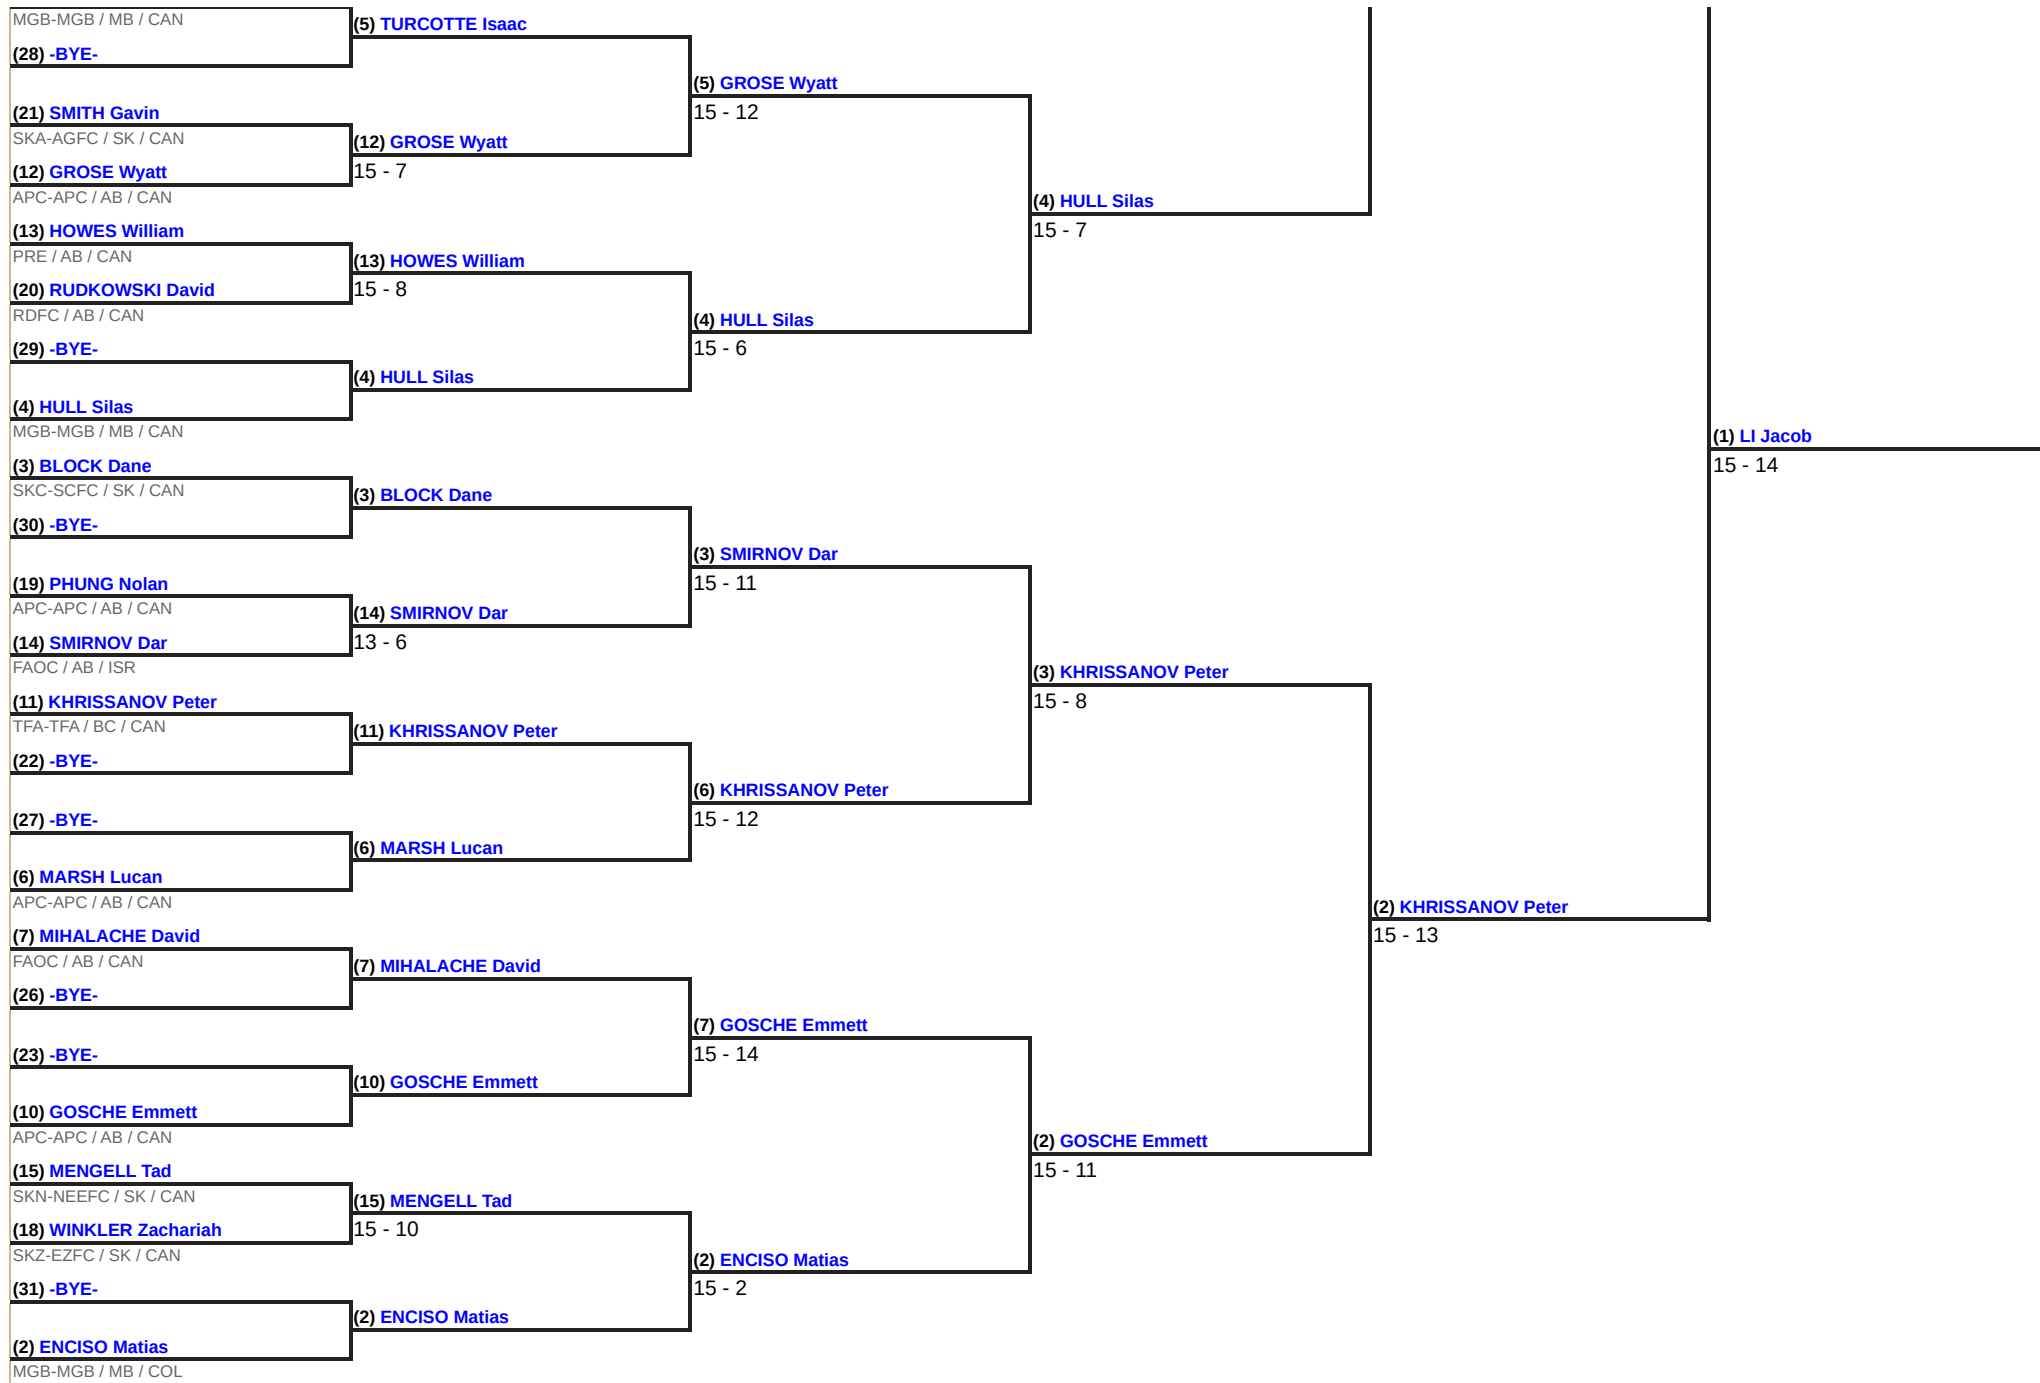 MGB-MGB / MB / CAN
(28) -BYE-
(21) SMITH Gavin
SKA-AGFC / SK / CAN
(12) GROSE Wyatt
APC-APC / AB / CAN
(13) HOWES William
PRE / AB / CAN
(20) RUDKOWSKI David
RDFC / AB / CAN
(29) -BYE-
(4) HULL Silas
MGB-MGB / MB / CAN
(3) BLOCK Dane
SKC-SCFC / SK / CAN
(30) -BYE-
(19) PHUNG Nolan
APC-APC / AB / CAN
(14) SMIRNOV Dar
FAOC / AB / ISR
(11) KHRISSANOV Peter
TFA-TFA / BC / CAN
(22) -BYE-
(27) -BYE-
(6) MARSH Lucan
APC-APC / AB / CAN
(7) MIHALACHE David
FAOC / AB / CAN
(26) -BYE-
(23) -BYE-
(10) GOSCHE Emmett
APC-APC / AB / CAN
(15) MENGELL Tad
SKN-NEEFC / SK / CAN
(18) WINKLER Zachariah
SKZ-EZFC / SK / CAN
(31) -BYE-
(2) ENCISO Matias
MGB-MGB / MB / COL
(5) TURCOTTE Isaac
(12) GROSE Wyatt
15 - 7
(13) HOWES William
15 - 8
(4) HULL Silas
(3) BLOCK Dane
(14) SMIRNOV Dar
13 - 6
(11) KHRISSANOV Peter
(6) MARSH Lucan
(7) MIHALACHE David
(10) GOSCHE Emmett
(15) MENGELL Tad
15 - 10
(2) ENCISO Matias
(5) GROSE Wyatt
15 - 12
(4) HULL Silas
15 - 6
(3) SMIRNOV Dar
15 - 11
(6) KHRISSANOV Peter
15 - 12
(7) GOSCHE Emmett
15 - 14
(2) ENCISO Matias
15 - 2
(4) HULL Silas
15 - 7
(3) KHRISSANOV Peter
15 - 8
(2) GOSCHE Emmett
15 - 11
(2) KHRISSANOV Peter
15 - 13
(1) LI Jacob
15 - 14